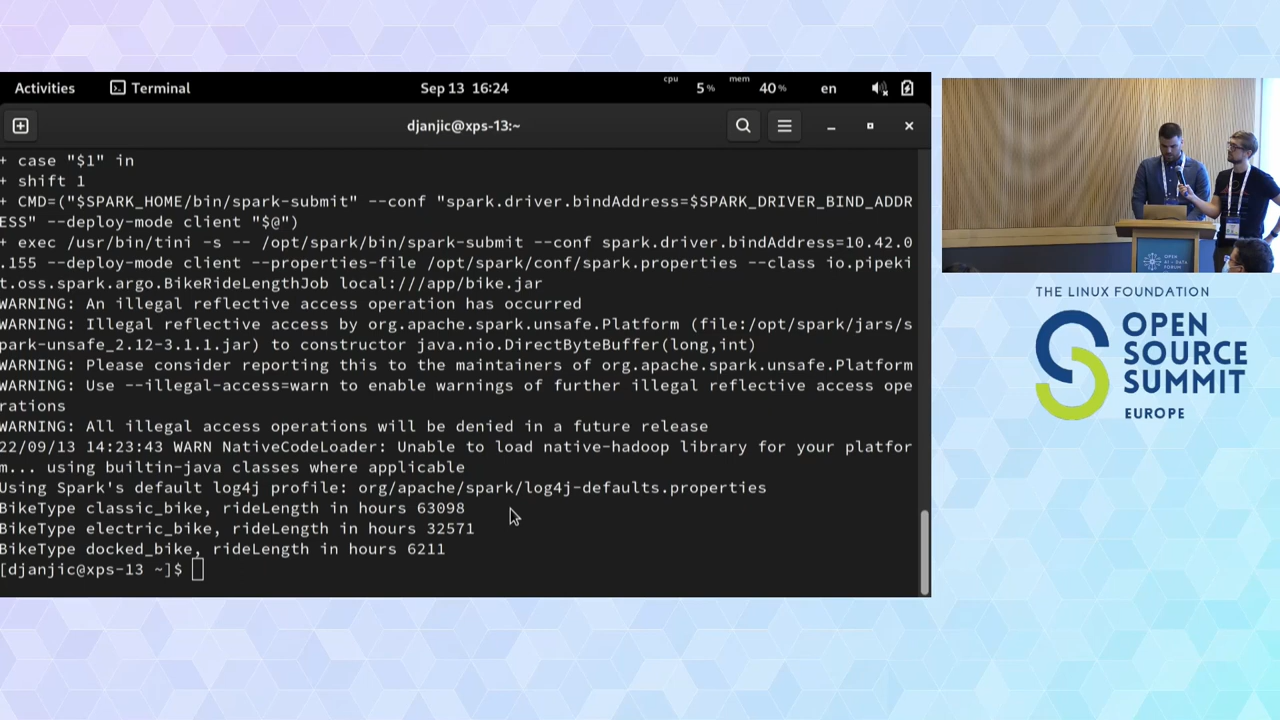 Activities
Terminal
Sep 13 16:24
cpu
5 %
mem
40 %
en
djanjic@xps-13:~
+ case "$1" in
+ shift 1
+ CMD=("$SPARK_HOME/bin/spark-submit" --conf "spark.driver.bindAddress=$SPARK_DRIVER_BIND_ADDR
ESS" --deploy-mode client "$@")
+ exec /usr/bin/tini -s -- /opt/spark/bin/spark-submit --conf spark.driver.bindAddress=10.42.0
.155 --deploy-mode client --properties-file /opt/spark/conf/spark.properties --class io.pipeki
t.oss.spark.argo.BikeRideLengthJob local:///app/bike.jar
WARNING: An illegal reflective access operation has occurred
WARNING: Illegal reflective access by org.apache.spark.unsafe.Platform (file:/opt/spark/jars/s
park-unsafe_2.12-3.1.1.jar) to constructor java.nio.DirectByteBuffer(long,int)
WARNING: Please consider reporting this to the maintainers of org.apache.spark.unsafe.Platform
WARNING: Use --illegal-access=warn to enable warnings of further illegal reflective access ope
rations
WARNING: All illegal access operations will be denied in a future release
22/09/13 14:23:43 WARN NativeCodeLoader: Unable to load native-hadoop library for your platfor
m... using builtin-java classes where applicable
Using Spark's default log4j profile: org/apache/spark/log4j-defaults.properties
BikeType classic_bike, rideLength in hours 63098
BikeType electric_bike, rideLength in hours 32571
BikeType docked_bike, rideLength in hours 6211
[djanjic@xps-13 ~]$
OPEN
AI + DATA
FORUM
THE LINUX FOUNDATION
OPEN
SOURCE
SUMMIT
EUROPE